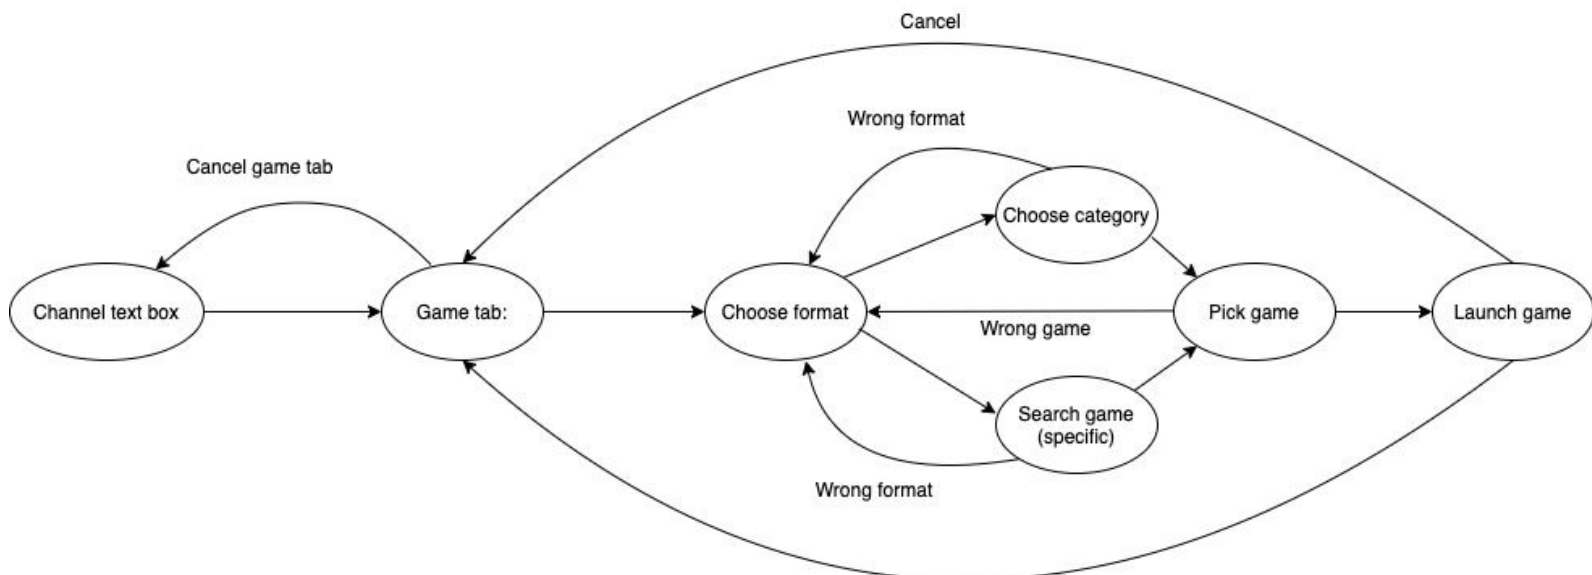 Cancel
Wrong format
Cancel game tab
Choose category
Channel text box
Game tab:
Choose format
Wrong game
Pick game
Launch game
Search game
(specific)
Wrong format